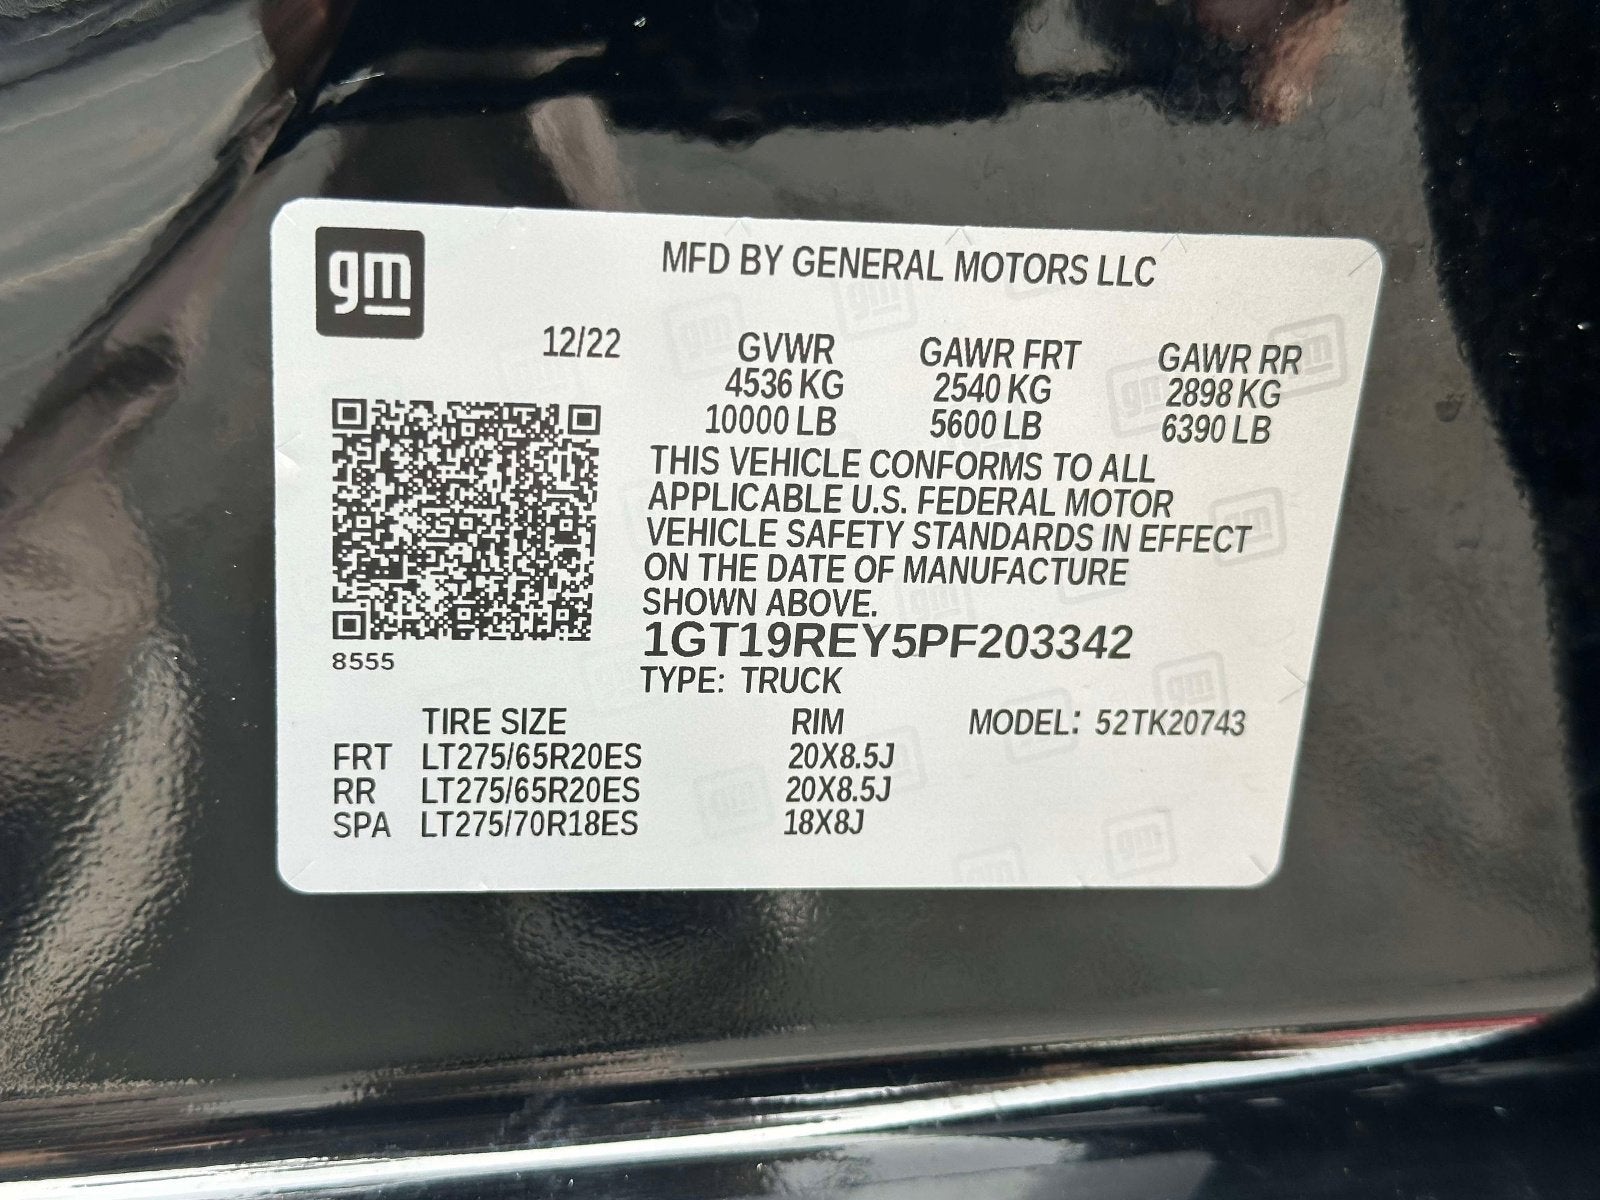 gm
MFD BY GENERAL MOTORS LLC
12/22 GVWR GAWR FRT GAWR RR
4536 KG 2540 KG 2898 KG
10000 LB 5600 LB 6390 LB
THIS VEHICLE CONFORMS TO ALL
APPLICABLE U.S. FEDERAL MOTOR
VEHICLE SAFETY STANDARDS IN EFFECT
ON THE DATE OF MANUFACTURE
SHOWN ABOVE.
1GT19REY5PF203342
8555
TYPE: TRUCK
TIRE SIZE RIM MODEL: 52TK20743
FRT LT275/65R20ES 20X8.5J
RR LT275/65R20ES 20X8.5J
SPA LT275/70R18ES 18X8J